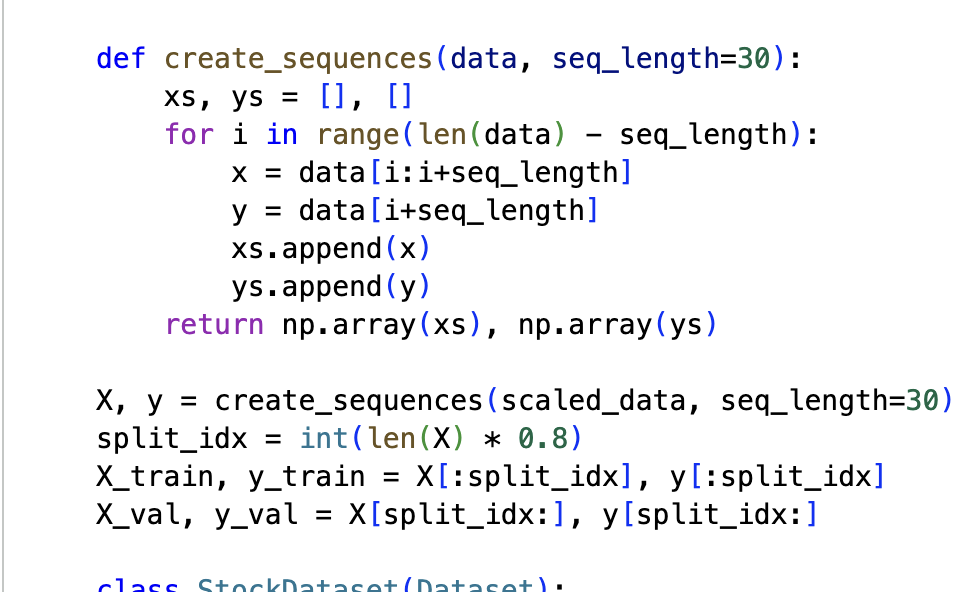 def create_sequences(data, seq_length=30):
    xs, ys = [], []
    for i in range(len(data) - seq_length):
        x = data[i:i+seq_length]
        y = data[i+seq_length]
        xs.append(x)
        ys.append(y)
    return np.array(xs), np.array(ys)

X, y = create_sequences(scaled_data, seq_length=30)
split_idx = int(len(X) * 0.8)
X_train, y_train = X[:split_idx], y[:split_idx]
X_val, y_val = X[split_idx:], y[split_idx:]

class StockDataset(Dataset):